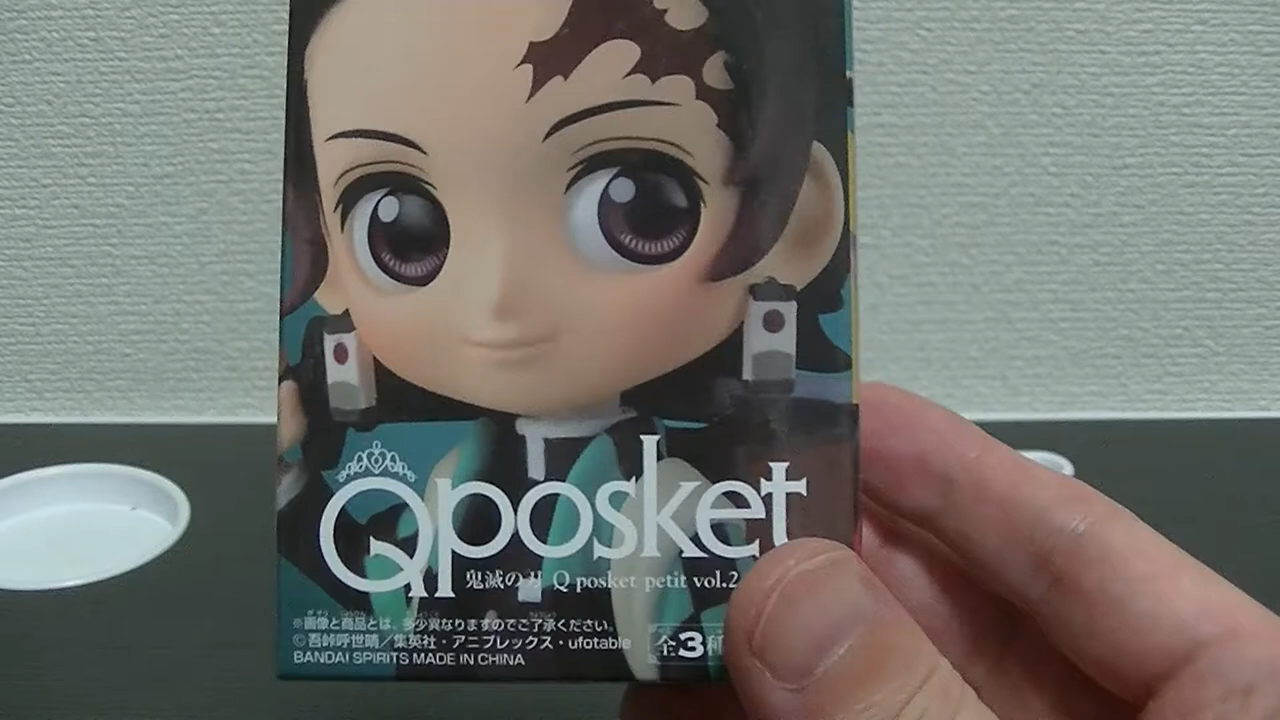 Qposket
鬼滅の刃 Q posket petit vol.2
※画像と商品とは、多少異なりますのでご了承ください。
©吾峠呼世晴／集英社・アニプレックス・ufotable
全3種
BANDAI SPIRITS MADE IN CHINA